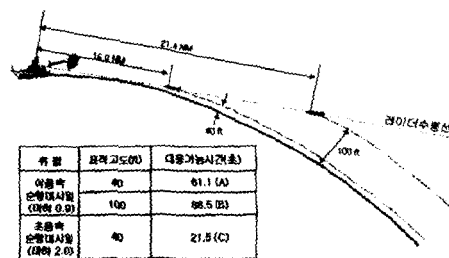 21.4 NM
16.0 NM
레이더수평선
40 ft
100 ft
위협 표적고도(ft) 대응가능시간(초)
아음속 순항미사일 (마하 0.9) 40 61.1 (A)
100 86.5 (B)
초음속 순항미사일 (마하 2.0) 40 21.5 (C)